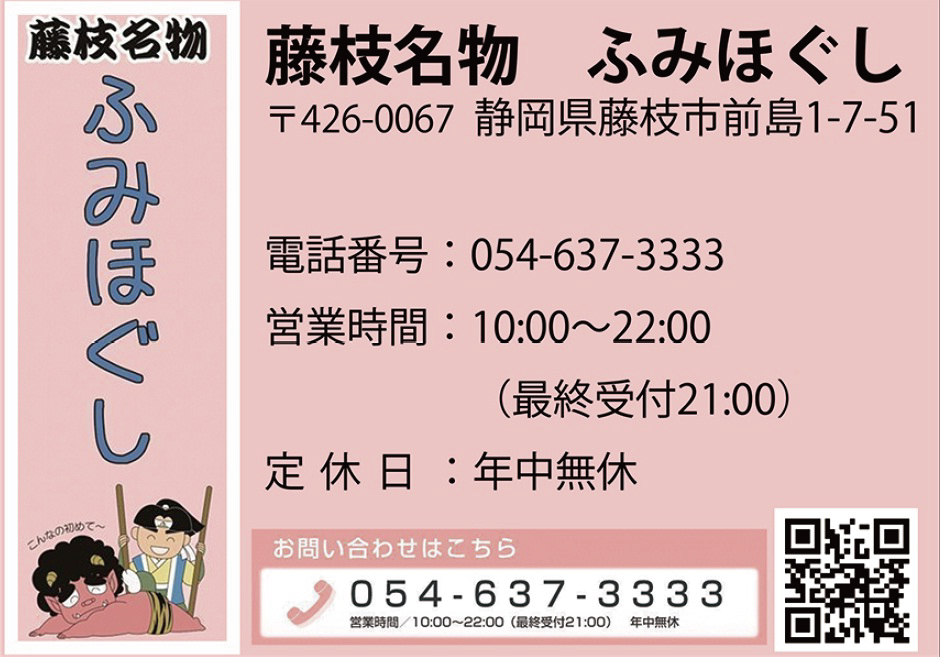 藤枝名物
ふみほぐし
こんなの初めて〜
藤枝名物　ふみほぐし
〒426-0067 静岡県藤枝市前島1-7-51
電話番号：054-637-3333
営業時間：10:00〜22:00
（最終受付21:00）
定 休 日 ：年中無休
お問い合わせはこちら
054-637-3333
営業時間／10:00〜22:00（最終受付21:00）　年中無休